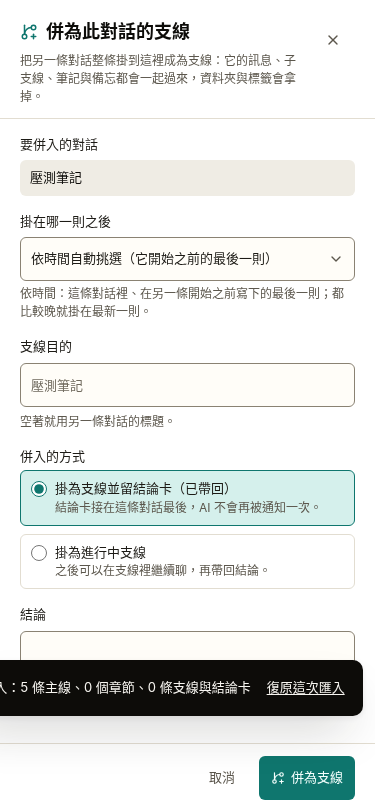 併為此對話的支線
把另一條對話整條掛到這裡成為支線：它的訊息、子
支線、筆記與備忘都會一起過來，資料夾與標籤會拿
掉。
要併入的對話
壓測筆記
掛在哪一則之後
依時間自動挑選（它開始之前的最後一則）
依時間：這條對話裡、在另一條開始之前寫下的最後一則；都
比較晚就掛在最新一則。
支線目的
壓測筆記
空著就用另一條對話的標題。
併入的方式
掛為支線並留結論卡（已帶回）
結論卡接在這條對話最後，AI 不會再被通知一次。
掛為進行中支線
之後可以在支線裡繼續聊，再帶回結論。
結論
入：5 條主線、0 個章節、0 條支線與結論卡 復原這次匯入
取消
併為支線